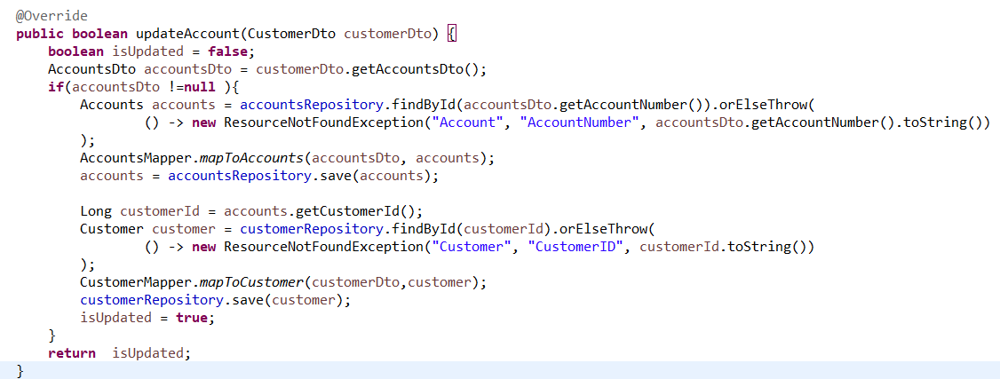 @Override
public boolean updateAccount(CustomerDto customerDto) {
    boolean isUpdated = false;
    AccountsDto accountsDto = customerDto.getAccountsDto();
    if(accountsDto !=null ){
        Accounts accounts = accountsRepository.findById(accountsDto.getAccountNumber()).orElseThrow(
                () -> new ResourceNotFoundException("Account", "AccountNumber", accountsDto.getAccountNumber().toString())
        );
        AccountsMapper.mapToAccounts(accountsDto, accounts);
        accounts = accountsRepository.save(accounts);

        Long customerId = accounts.getCustomerId();
        Customer customer = customerRepository.findById(customerId).orElseThrow(
                () -> new ResourceNotFoundException("Customer", "CustomerID", customerId.toString())
        );
        CustomerMapper.mapToCustomer(customerDto,customer);
        customerRepository.save(customer);
        isUpdated = true;
    }
    return  isUpdated;
}